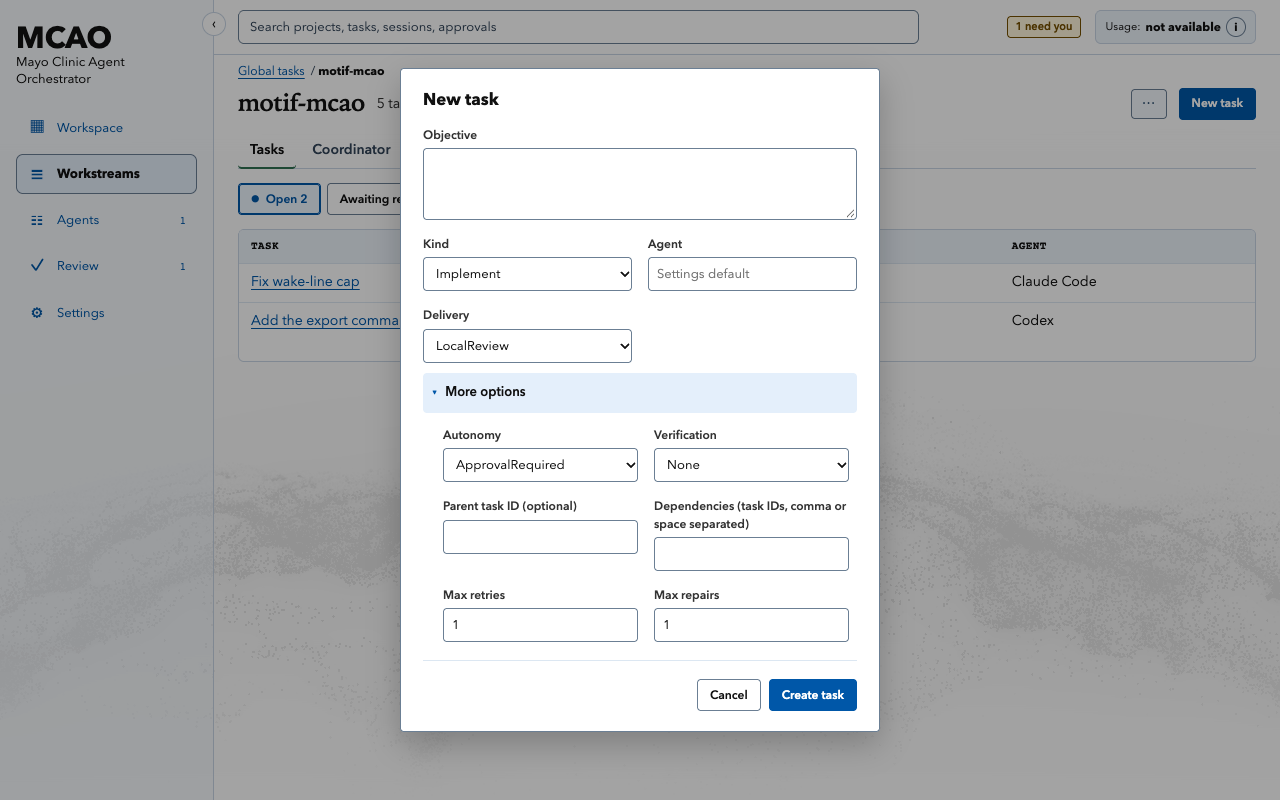 MCAO
Mayo Clinic Agent
Orchestrator
Workspace
Workstreams
Agents 1
Review 1
Settings
Search projects, tasks, sessions, approvals
1 need you
Usage: not available i
Global tasks / motif-mcao
motif-mcao 5 ta
... New task
Tasks Coordinator
Open 2 Awaiting re
TASK AGENT
Fix wake-line cap Claude Code
Add the export comma Codex
New task
Objective
Kind Agent
Implement Settings default
Delivery
LocalReview
More options
Autonomy Verification
ApprovalRequired None
Parent task ID (optional) Dependencies (task IDs, comma or
space separated)
Max retries Max repairs
1 1
Cancel Create task